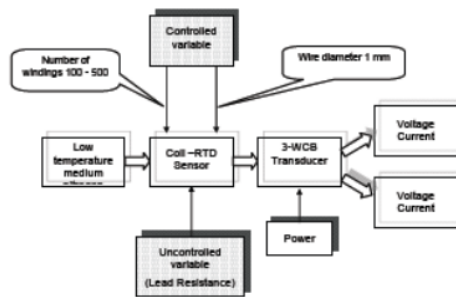 Controlled
variable
Number of
windings 100 - 500
Wire diameter 1 mm
Low
temperature
medium
Coil –RTD
Sensor
3-WCB
Transducer
Voltage
Current
Voltage
Current
Uncontrolled
variable
(Lead Resistance)
Power